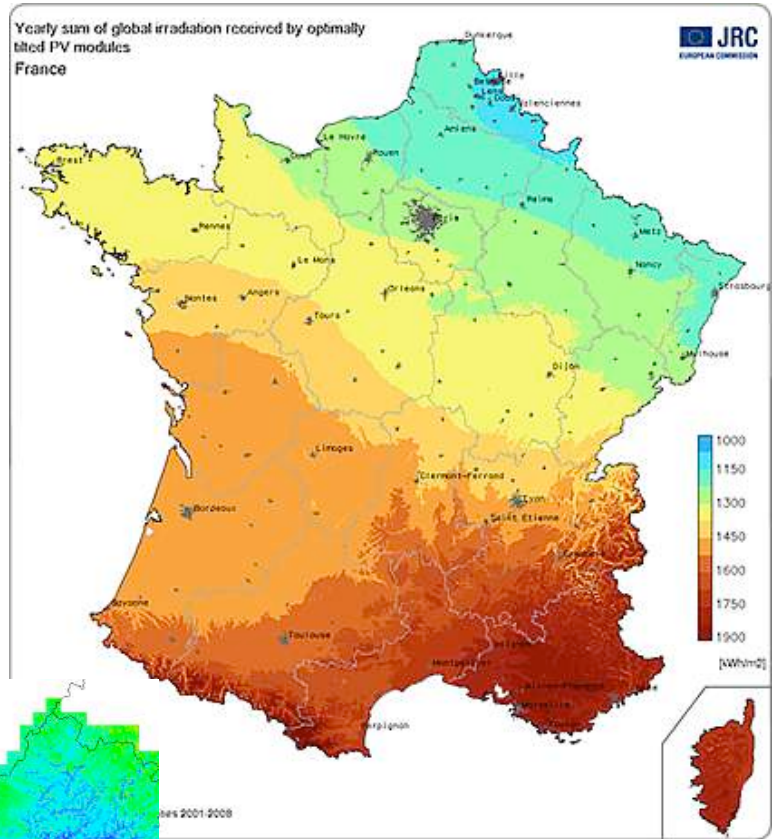 Yearly sum of global irradiation received by optimally
tilted PV modules
France
JRC
EUROPEAN COMMISSION
Dunkerque
Lille
Lens
Valenciennes
Amiens
Le Havre
Rouen
Caen
Reims
Metz
Brest
Nancy
Strasbourg
Rennes
Le Mans
Orleans
Nantes
Angers
Tours
Mulhouse
Dijon
Limoges
Clermont-Ferrand
Lyon
Saint Etienne
Bordeaux
Grenoble
Bayonne
Toulouse
Avignon
Montpellier
Marseille
Toulon
Perpignan
1000
1150
1300
1450
1600
1750
1900
[kWh/m2]
2001-2008